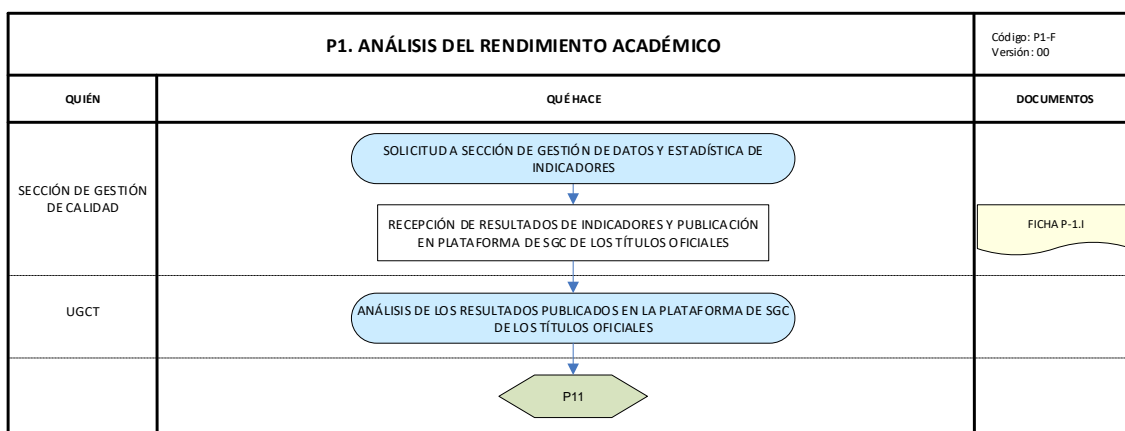 P1. ANÁLISIS DEL RENDIMIENTO ACADÉMICO
Código: P1-F
Versión: 00
QUIÉN
QUÉ HACE
DOCUMENTOS
SECCIÓN DE GESTIÓN
DE CALIDAD
SOLICITUD A SECCIÓN DE GESTIÓN DE DATOS Y ESTADÍSTICA DE
INDICADORES
RECEPCIÓN DE RESULTADOS DE INDICADORES Y PUBLICACIÓN
EN PLATAFORMA DE SGC DE LOS TÍTULOS OFICIALES
FICHA P-1.I
UGCT
ANÁLISIS DE LOS RESULTADOS PUBLICADOS EN LA PLATAFORMA DE SGC
DE LOS TÍTULOS OFICIALES
P11